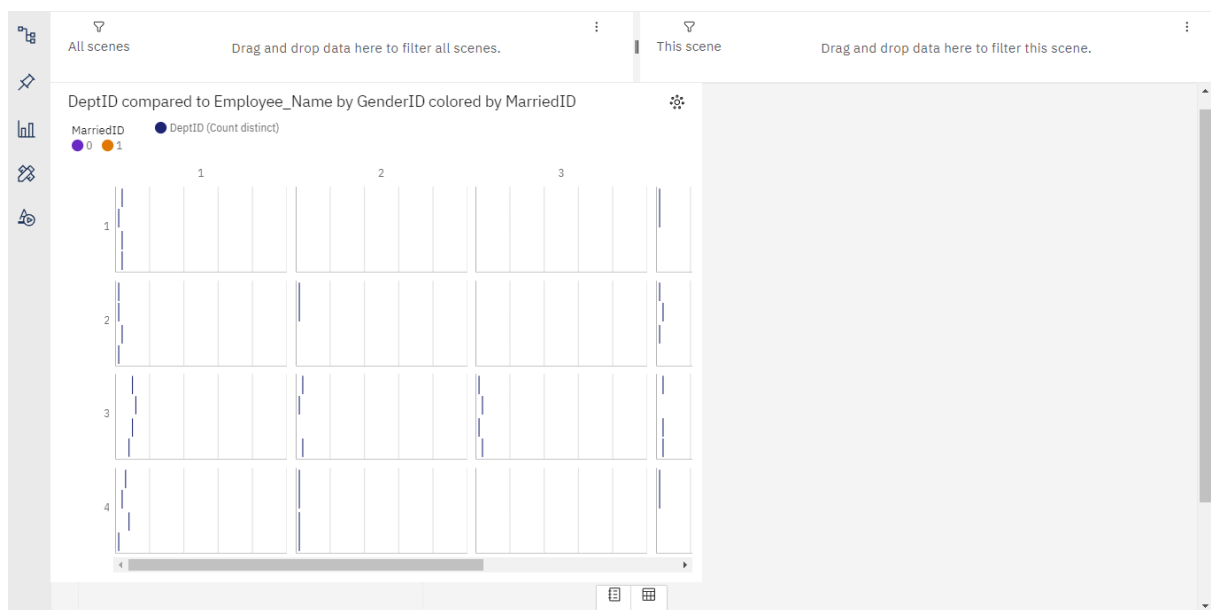 All scenes
Drag and drop data here to filter all scenes.
This scene
Drag and drop data here to filter this scene.
DeptID compared to Employee_Name by GenderID colored by MarriedID
MarriedID
0 1
DeptID (Count distinct)
1 2 3
1
2
3
4